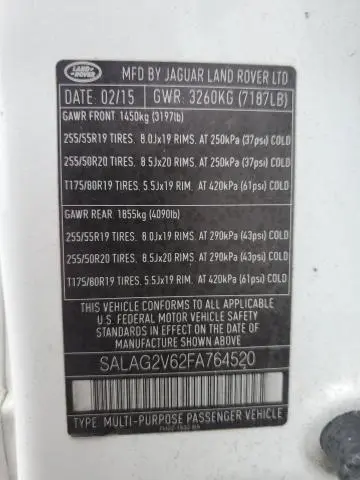 LAND ROVER
MFD BY JAGUAR LAND ROVER LTD
DATE: 02/15 GWR: 3260KG (7187LB)
GAWR FRONT: 1450kg (3197lb)
255/55R19 TIRES. 8.0Jx19 RIMS. AT 250kPa (37psi) COLD
255/50R20 TIRES. 8.5Jx20 RIMS. AT 250kPa (37psi) COLD
T175/80R19 TIRES. 5.5Jx19 RIMS. AT 420kPa (61psi) COLD
GAWR REAR: 1855kg (4090lb)
255/55R19 TIRES. 8.0Jx19 RIMS. AT 290kPa (43psi) COLD
255/50R20 TIRES. 8.5Jx20 RIMS. AT 290kPa (43psi) COLD
T175/80R19 TIRES. 5.5Jx19 RIMS. AT 420kPa (61psi) COLD
THIS VEHICLE CONFORMS TO ALL APPLICABLE
U.S. FEDERAL MOTOR VEHICLE SAFETY
STANDARDS IN EFFECT ON THE DATE OF
MANUFACTURE SHOWN ABOVE.
SALAG2V62FA764520
TYPE: MULTI-PURPOSE PASSENGER VEHICLE